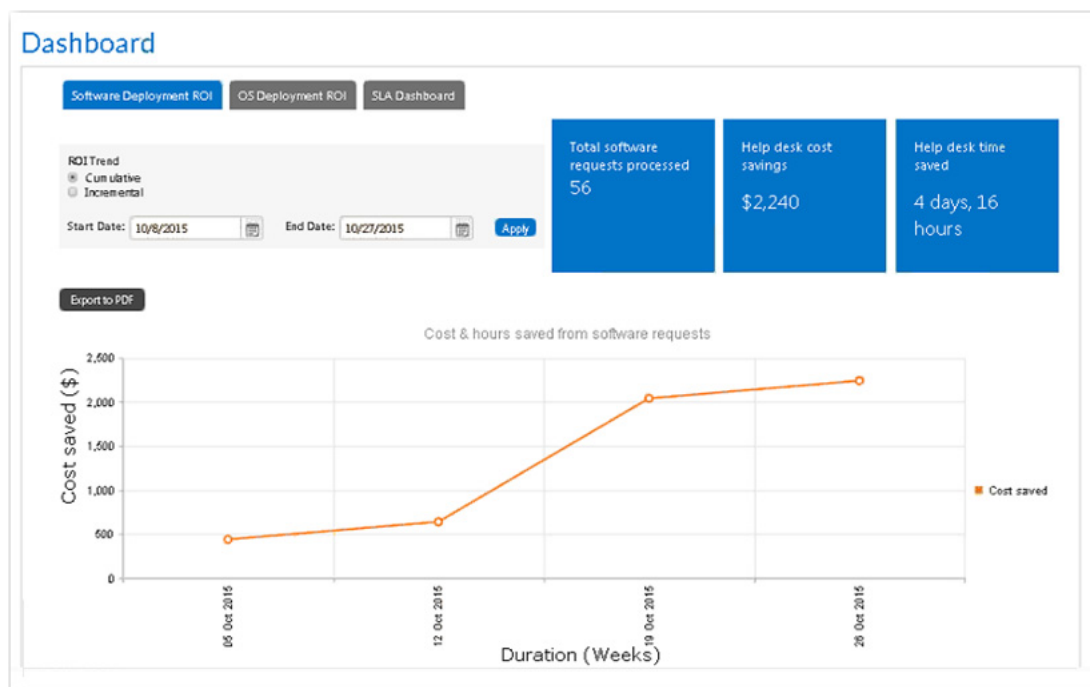 Dashboard
Software Deployment ROI
OS Deployment ROI
SLA Dashboard
ROI Trend
Cumulative
Incremental
Start Date: 10/8/2015
End Date: 10/27/2015
Apply
Total software
requests processed
56
Help desk cost
savings
$2,240
Help desk time
saved
4 days, 16
hours
Export to PDF
Cost & hours saved from software requests
Cost saved ($)
2,500
2,000
1,500
1,000
500
0
Cost saved
05 Oct 2015
12 Oct 2015
19 Oct 2015
26 Oct 2015
Duration (Weeks)